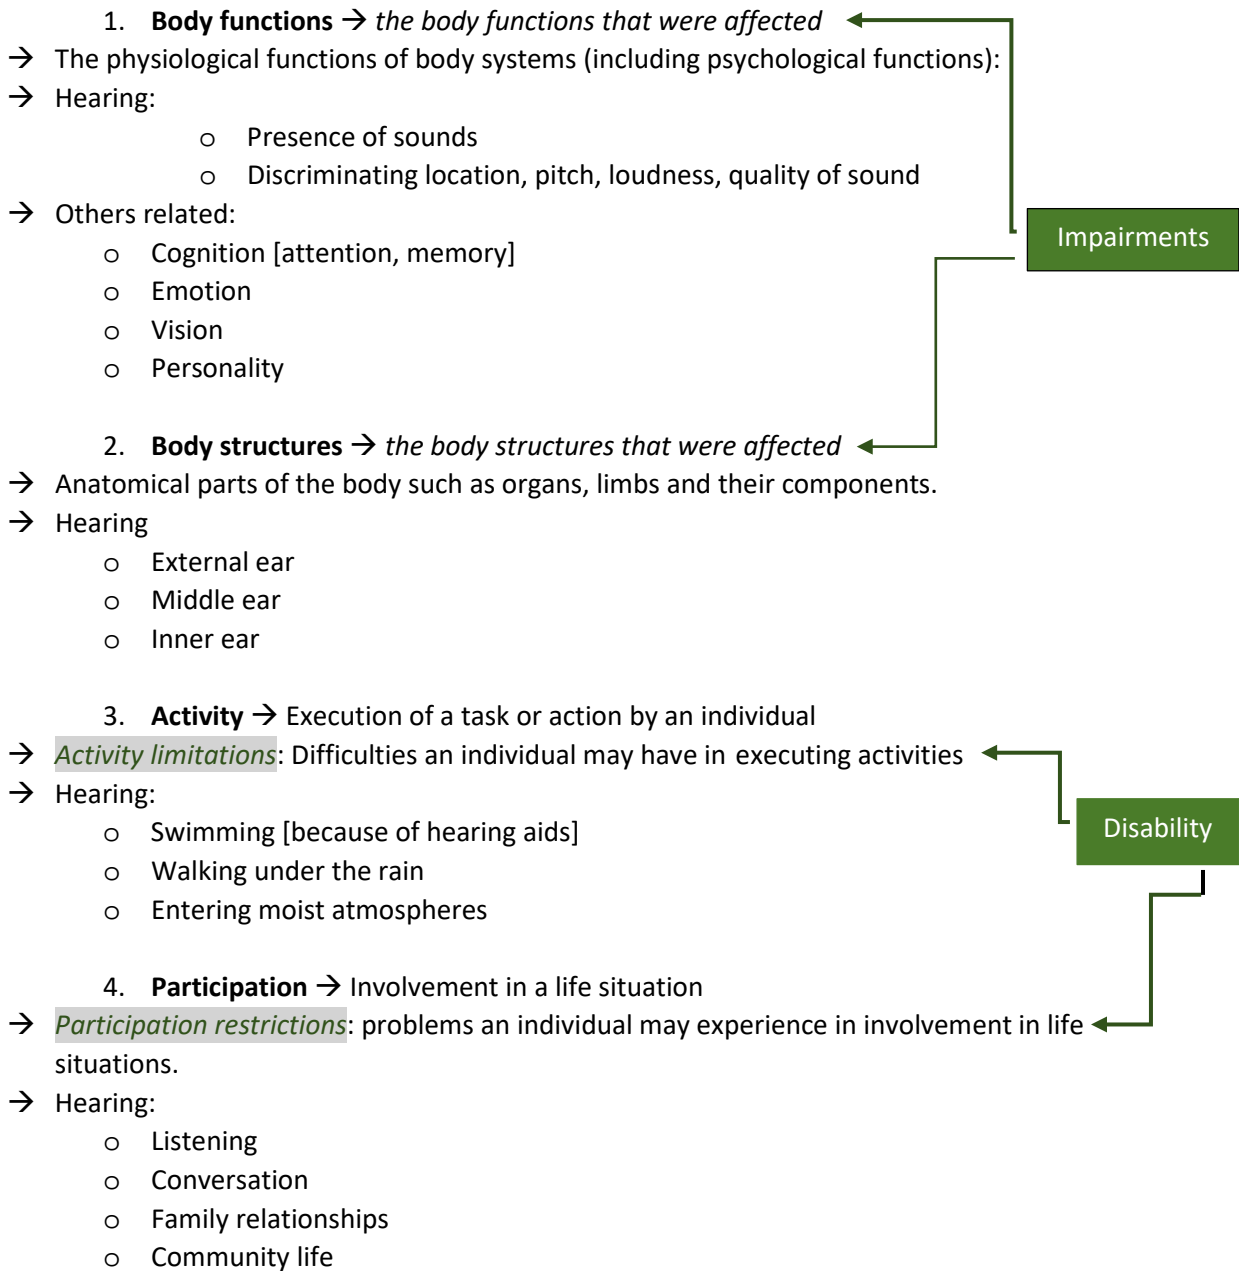 1. Body functions → the body functions that were affected
→ The physiological functions of body systems (including psychological functions):
→ Hearing:
o Presence of sounds
o Discriminating location, pitch, loudness, quality of sound
→ Others related:
o Cognition [attention, memory]
Impairments
o Emotion
o Vision
o Personality
2. Body structures → the body structures that were affected
→ Anatomical parts of the body such as organs, limbs and their components.
→ Hearing
o External ear
o Middle ear
o Inner ear
3. Activity → Execution of a task or action by an individual
→ Activity limitations: Difficulties an individual may have in executing activities
→ Hearing:
o Swimming [because of hearing aids]
Disability
o Walking under the rain
o Entering moist atmospheres
4. Participation → Involvement in a life situation
→ Participation restrictions: problems an individual may experience in involvement in life
situations.
→ Hearing:
o Listening
o Conversation
o Family relationships
o Community life